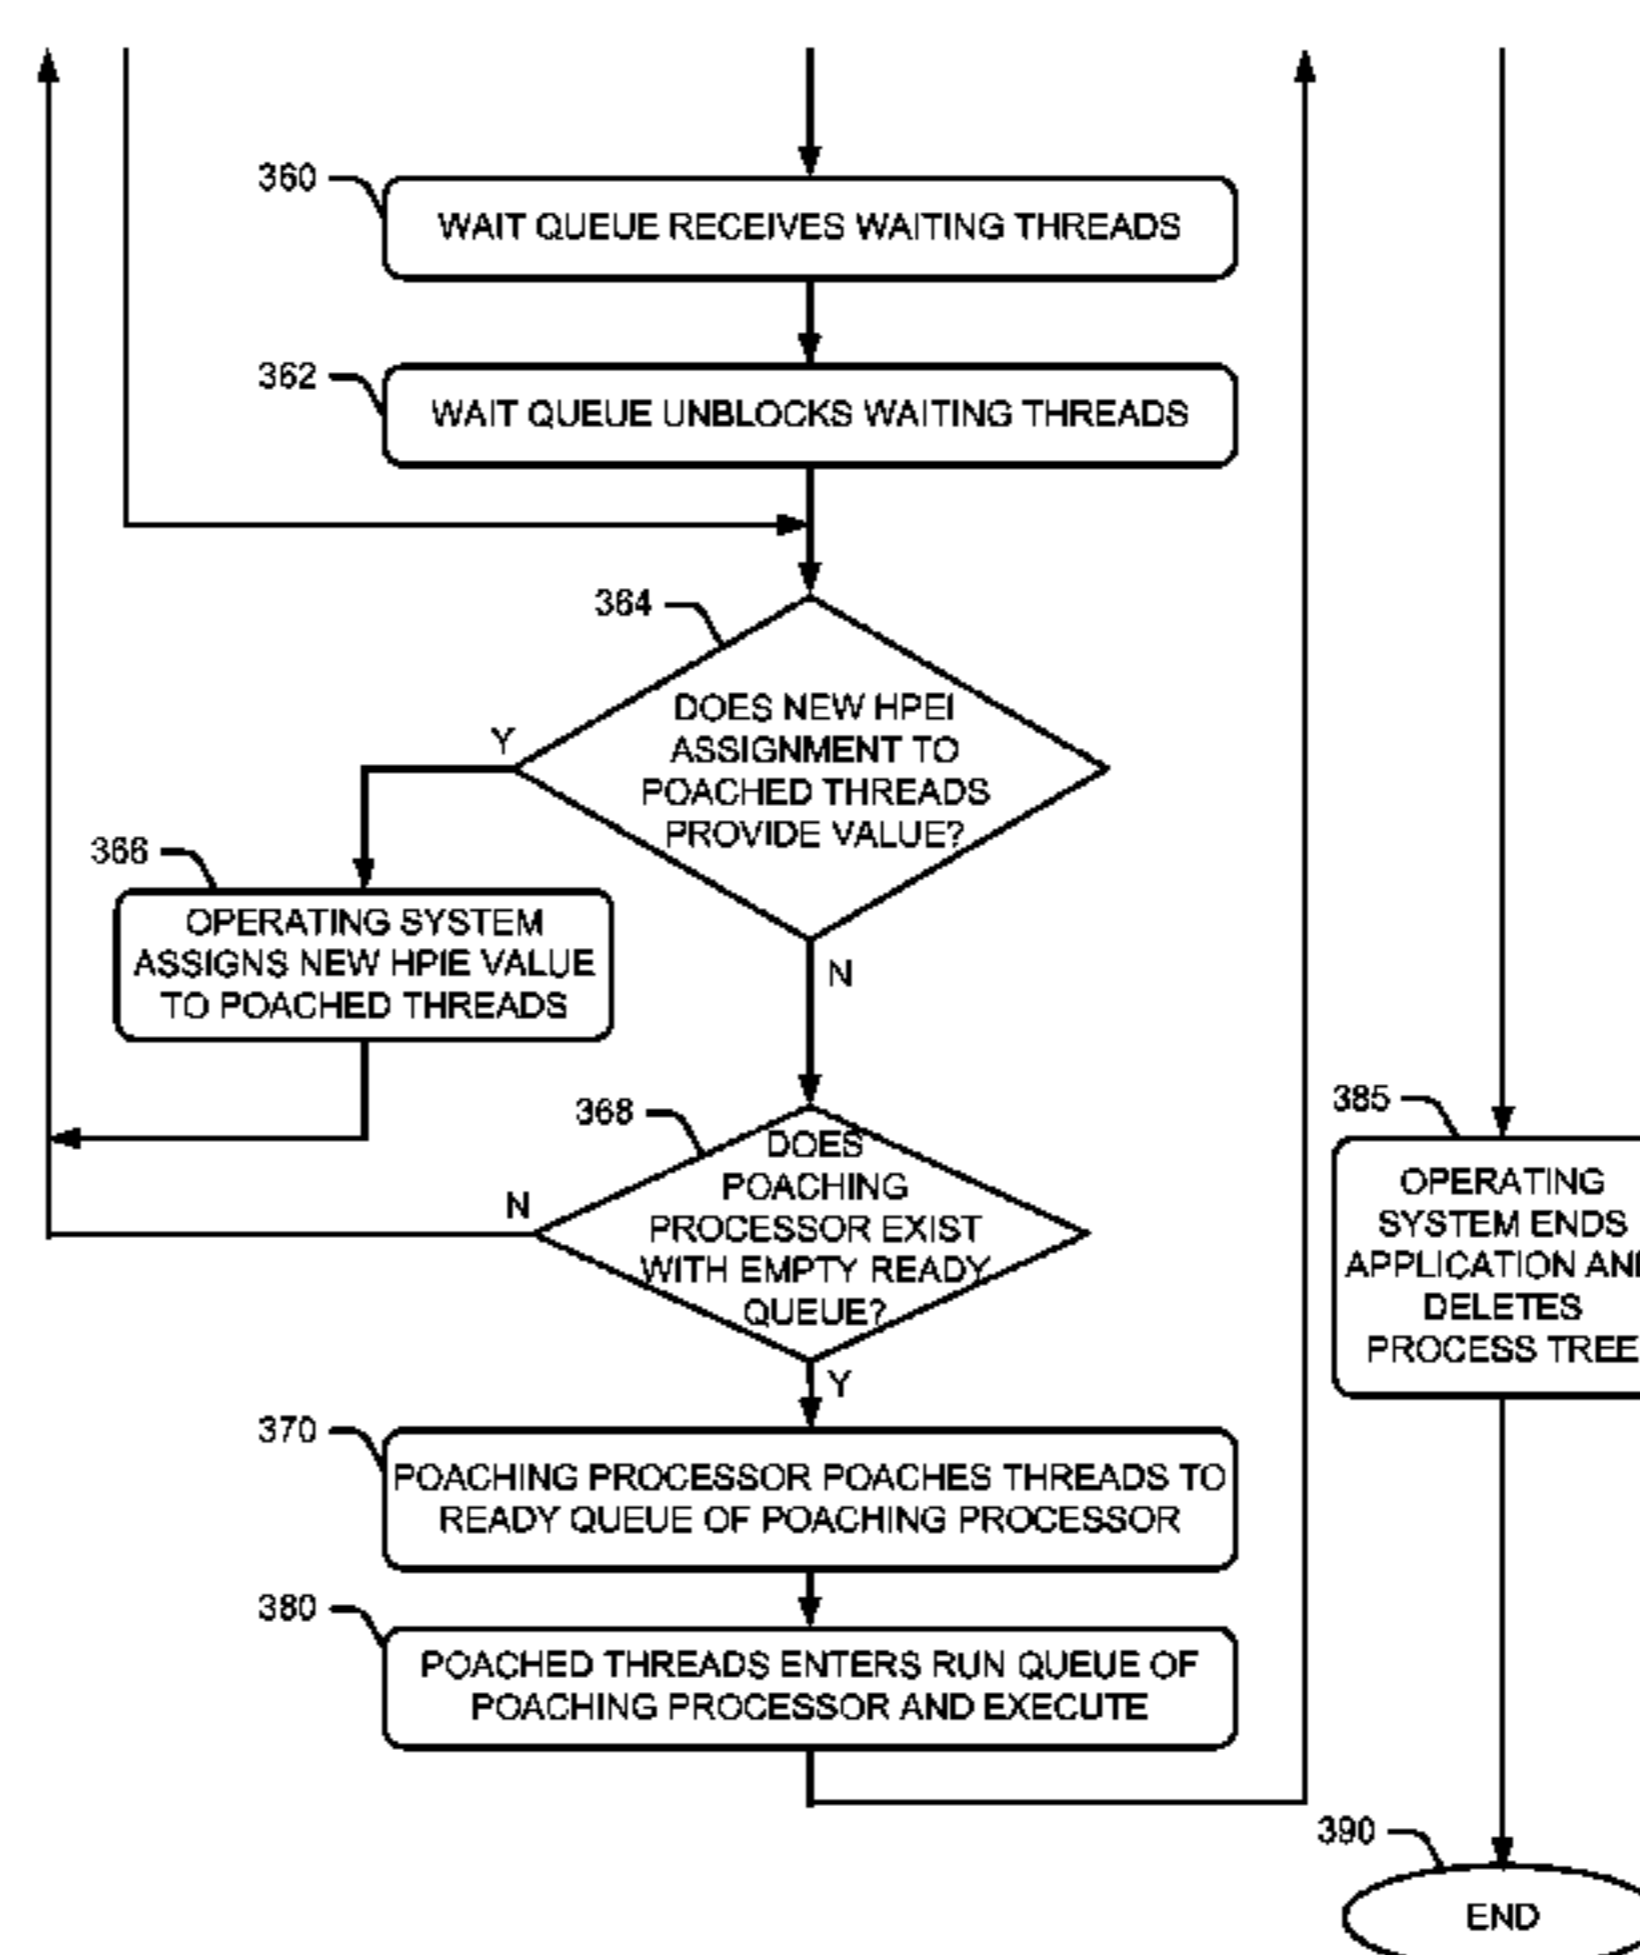 360
WAIT QUEUE RECEIVES WAITING THREADS
362
WAIT QUEUE UNBLOCKS WAITING THREADS
364
DOES NEW HPEI
ASSIGNMENT TO
POACHED THREADS
PROVIDE VALUE?
Y
N
366
OPERATING SYSTEM
ASSIGNS NEW HPIE VALUE
TO POACHED THREADS
368
DOES
POACHING
PROCESSOR EXIST
WITH EMPTY READY
QUEUE?
N
Y
370
POACHING PROCESSOR POACHES THREADS TO
READY QUEUE OF POACHING PROCESSOR
380
POACHED THREADS ENTERS RUN QUEUE OF
POACHING PROCESSOR AND EXECUTE
385
OPERATING
SYSTEM ENDS
APPLICATION AND
DELETES
PROCESS TREE
390
END